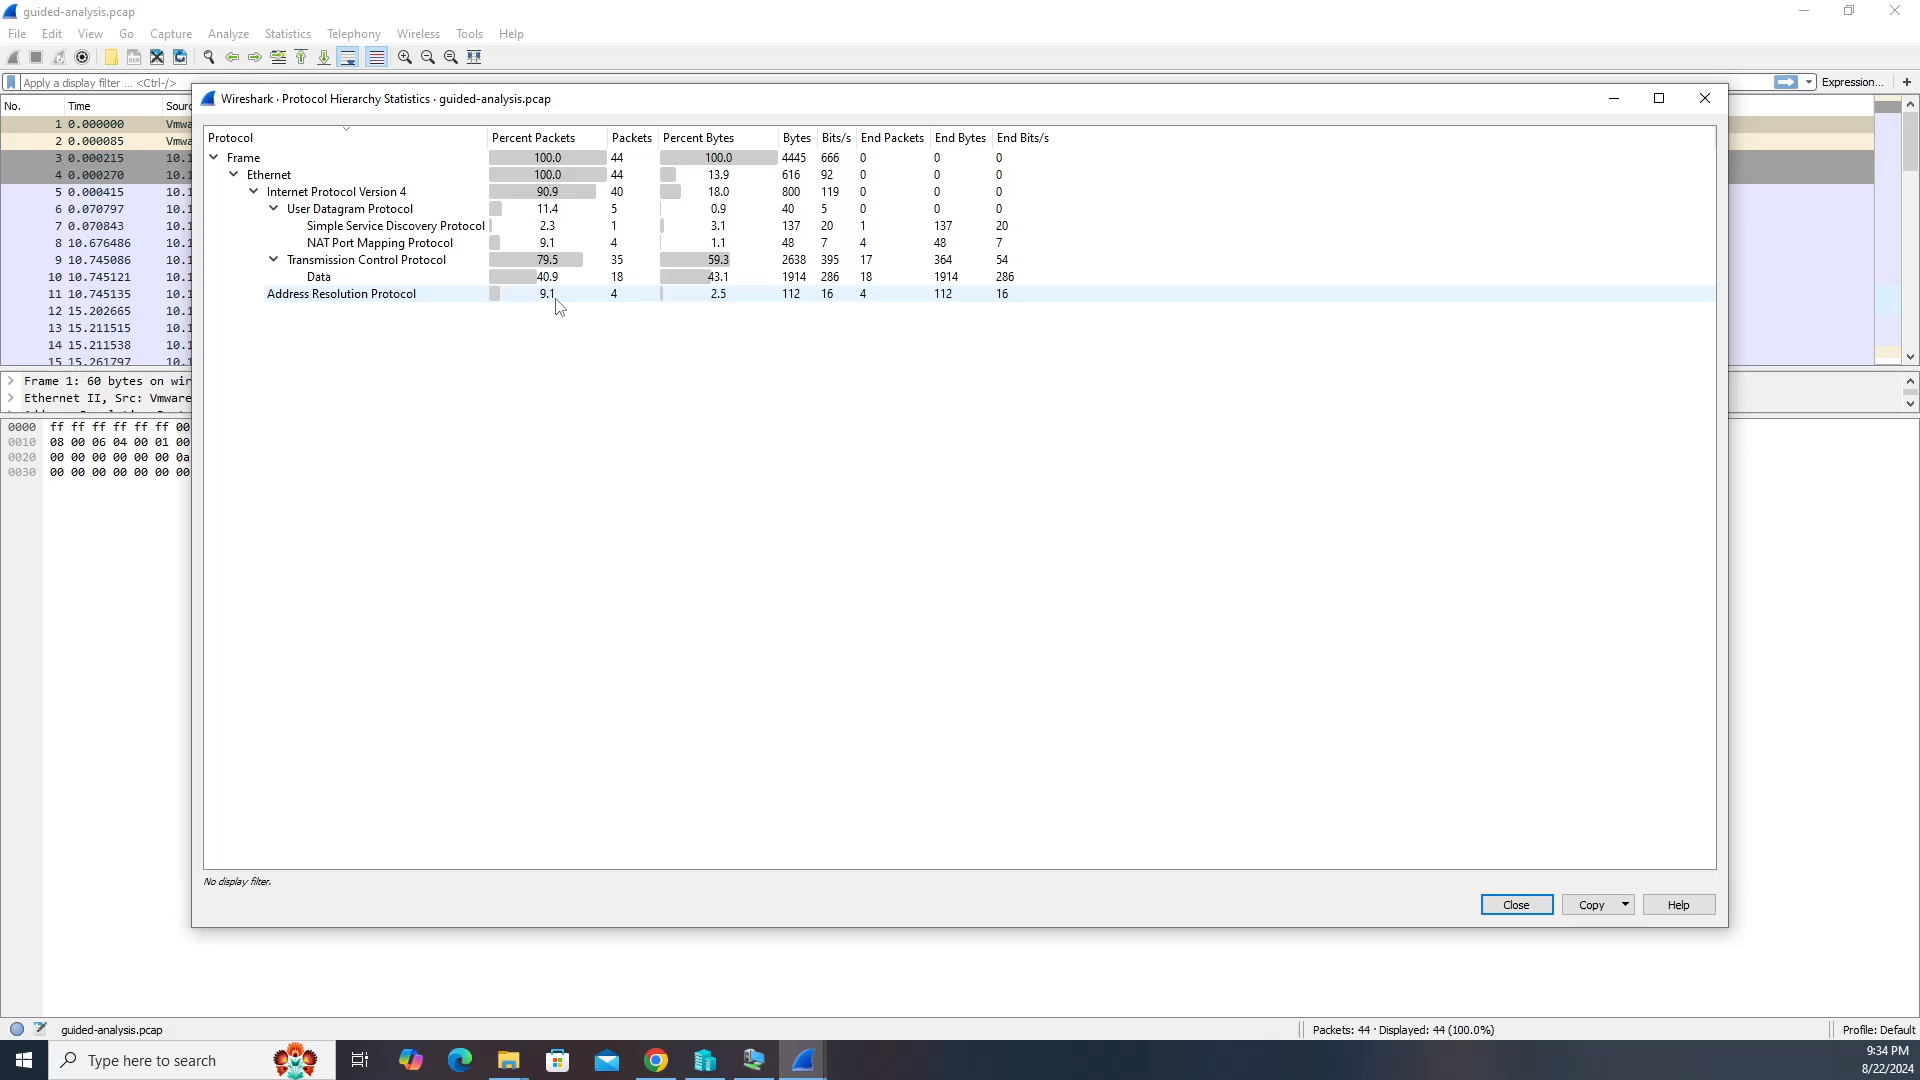 guided-analysis.pcap
File Edit View Go Capture Analyze Statistics Telephony Wireless Tools Help
Apply a display filter ... <Ctrl-/> Expression... +
Wireshark · Protocol Hierarchy Statistics · guided-analysis.pcap
No. Time Sourc
1 0.000000 Vmwa
2 0.000085 Vmwa
3 0.000215 10.1
4 0.000270 10.1
5 0.000415 10.1
6 0.070797 10.1
7 0.070843 10.1
8 10.676486 10.1
9 10.745086 10.1
10 10.745121 10.1
11 10.745135 10.1
12 15.202665 10.1
13 15.211515 10.1
14 15.211538 10.1
15 15.261797 10.1
Frame 1: 60 bytes on wir
Ethernet II, Src: Vmware
0000 ff ff ff ff ff ff 00
0010 08 00 06 04 00 01 00
0020 00 00 00 00 00 00 0a
0030 00 00 00 00 00 00 00
Protocol Percent Packets Packets Percent Bytes Bytes Bits/s End Packets End Bytes End Bits/s
Frame 100.0 44 100.0 4445 666 0 0 0
Ethernet 100.0 44 13.9 616 92 0 0 0
Internet Protocol Version 4 90.9 40 18.0 800 119 0 0 0
User Datagram Protocol 11.4 5 0.9 40 5 0 0 0
Simple Service Discovery Protocol 2.3 1 3.1 137 20 1 137 20
NAT Port Mapping Protocol 9.1 4 1.1 48 7 4 48 7
Transmission Control Protocol 79.5 35 59.3 2638 395 17 364 54
Data 40.9 18 43.1 1914 286 18 1914 286
Address Resolution Protocol 9.1 4 2.5 112 16 4 112 16
No display filter.
Close Copy Help
guided-analysis.pcap Packets: 44 · Displayed: 44 (100.0%) Profile: Default
Type here to search
9:34 PM
8/22/2024